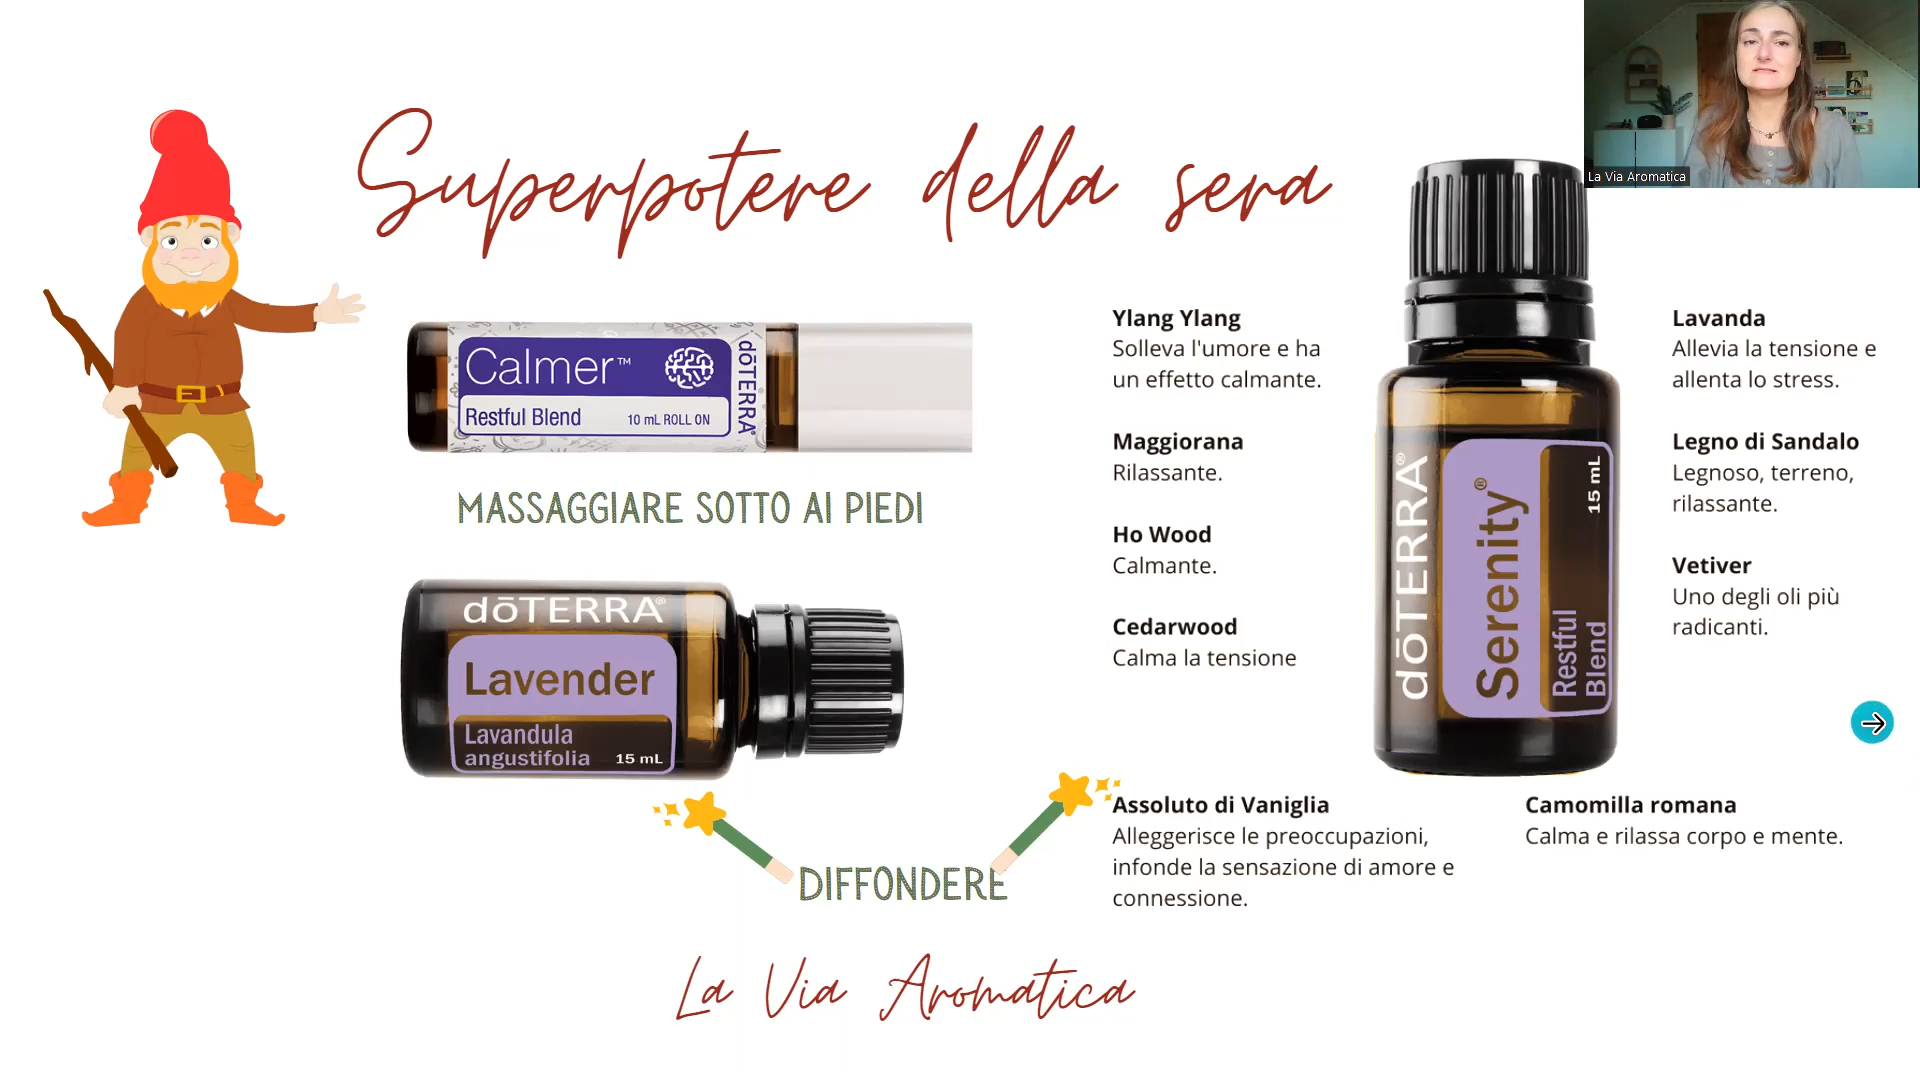 Superpotere della sera
La Via Aromatica
Calmer™
Restful Blend 10 mL ROLL ON
dōTERRA®
MASSAGGIARE SOTTO AI PIEDI
dōTERRA®
Lavender
Lavandula
angustifolia 15 mL
DIFFONDERE
Ylang Ylang
Solleva l'umore e ha
un effetto calmante.
Maggiorana
Rilassante.
Ho Wood
Calmante.
Cedarwood
Calma la tensione
dōTERRA®
Serenity®
Restful
Blend
15 mL
Lavanda
Allevia la tensione e
allenta lo stress.
Legno di Sandalo
Legnoso, terreno,
rilassante.
Vetiver
Uno degli oli più
radicanti.
Assoluto di Vaniglia
Alleggerisce le preoccupazioni,
infonde la sensazione di amore e
connessione.
Camomilla romana
Calma e rilassa corpo e mente.
La Via Aromatica